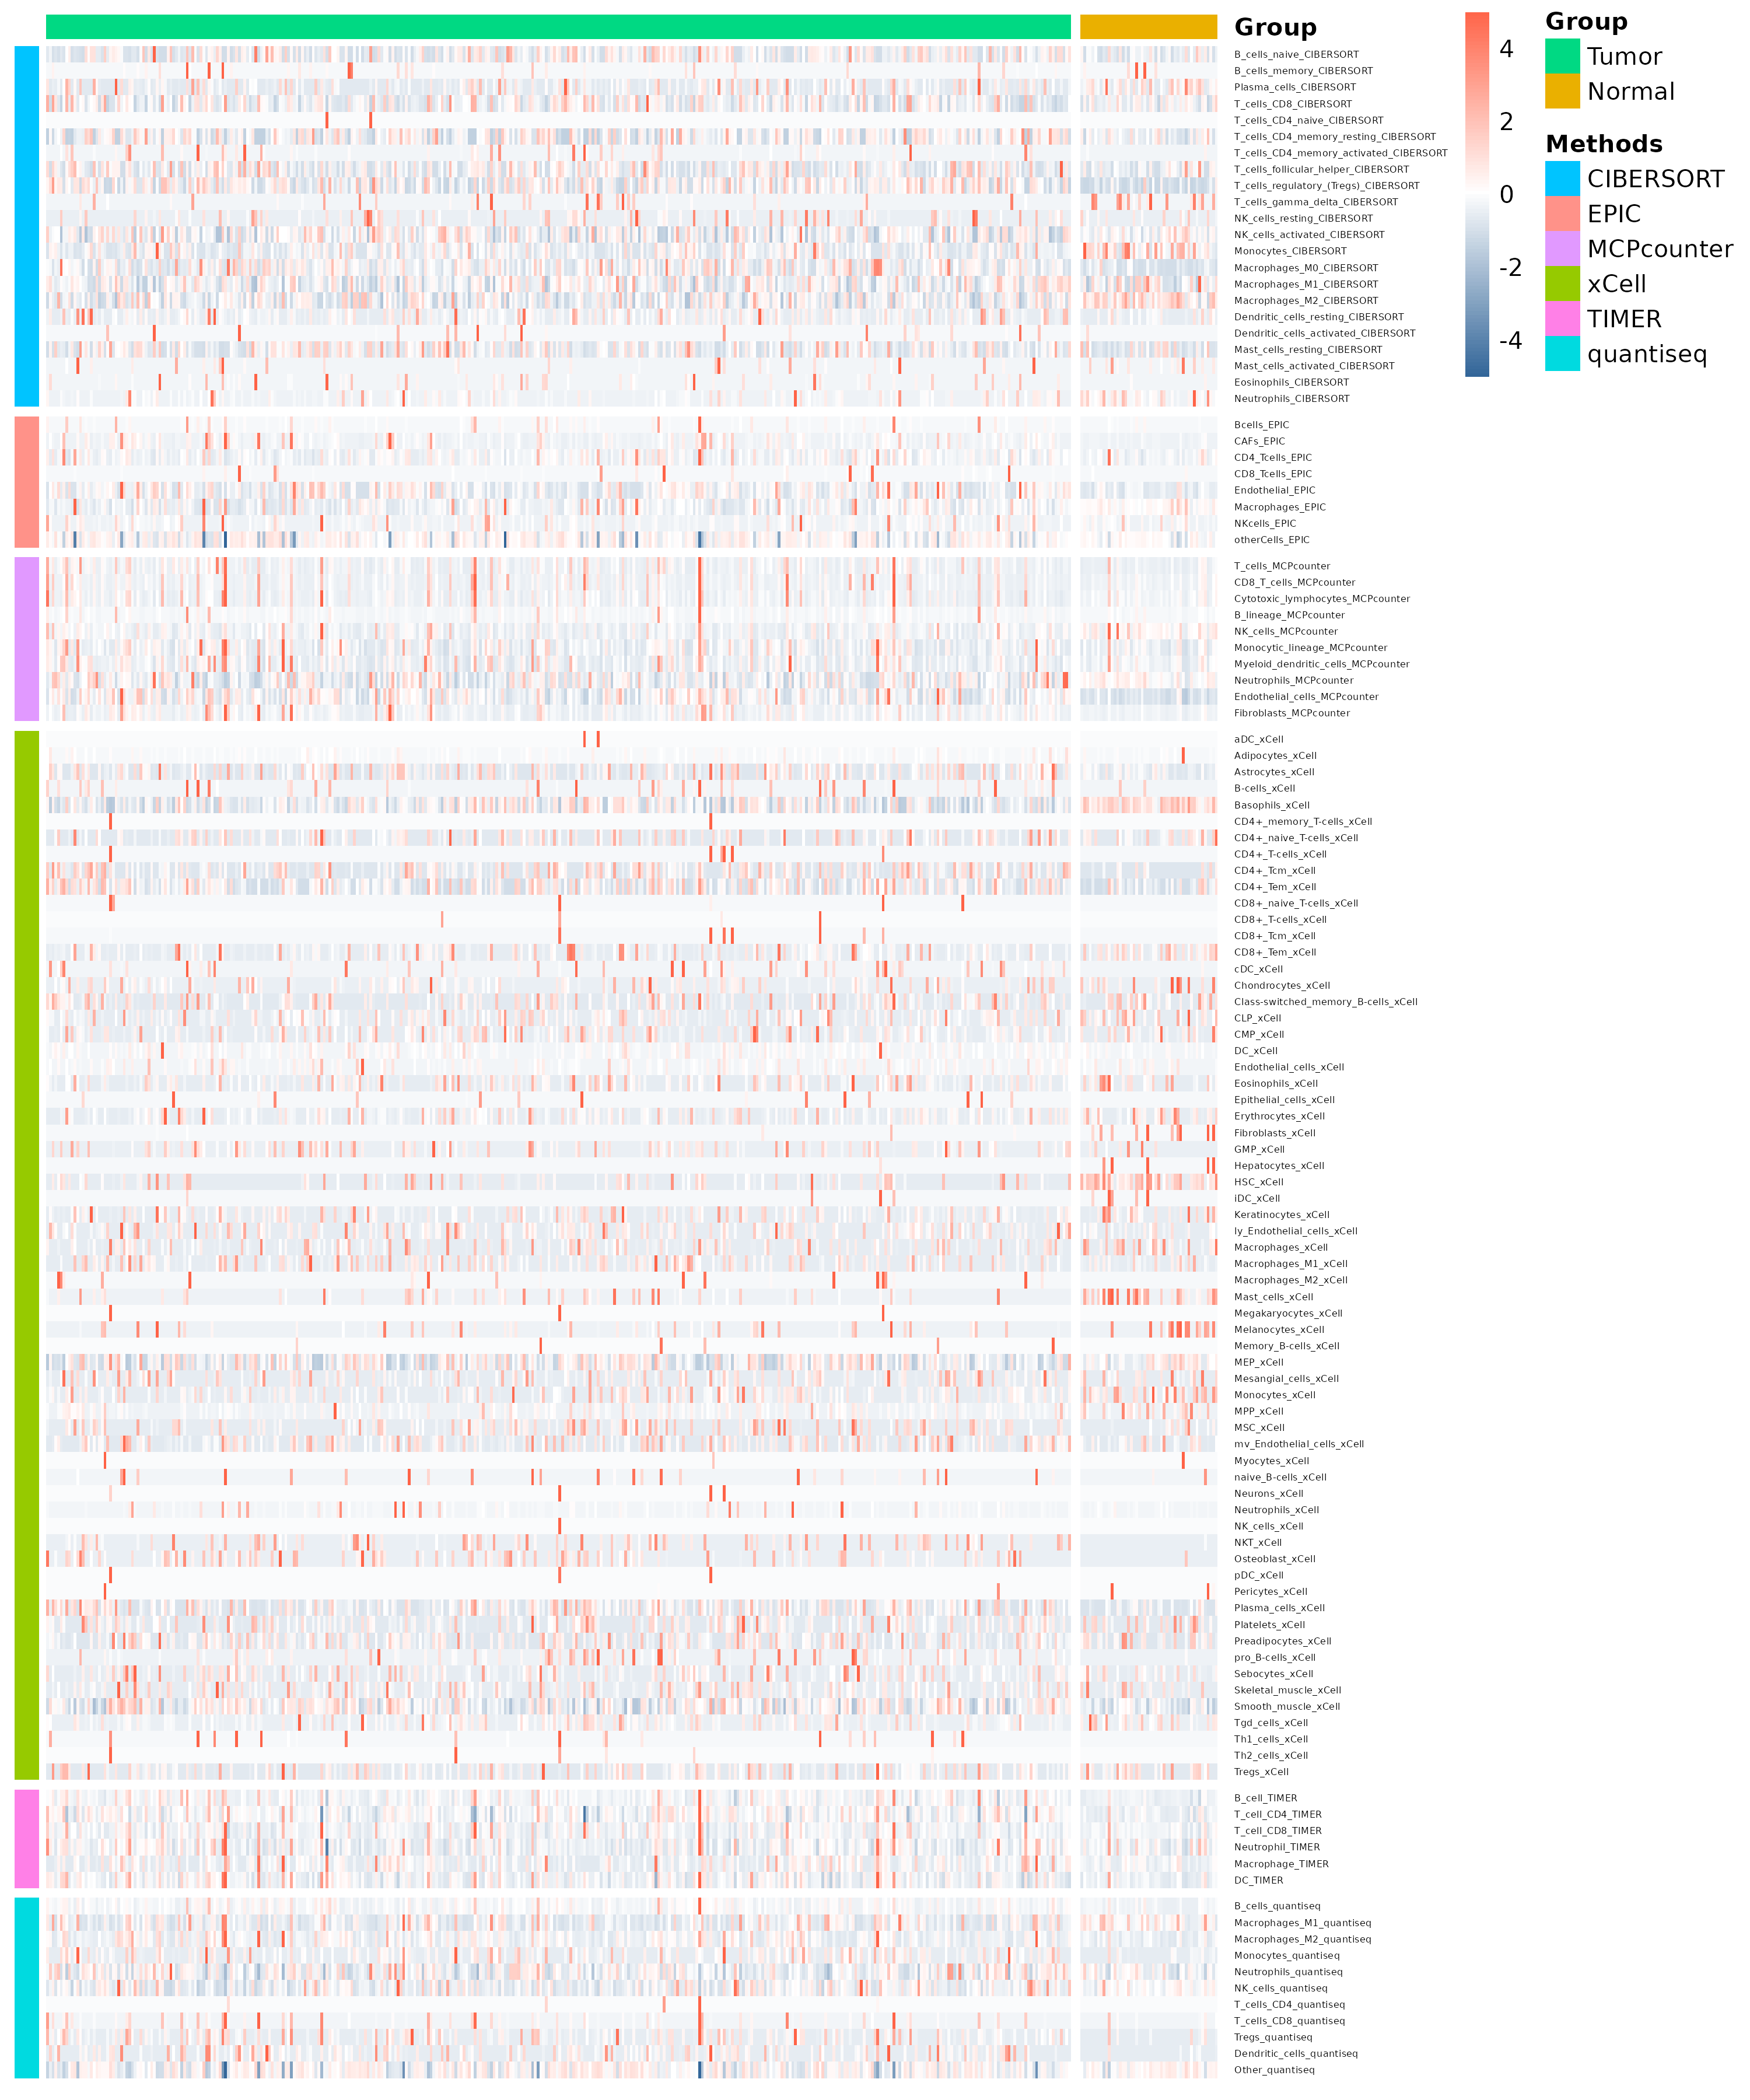 Group
B_cells_naive_CIBERSORT
B_cells_memory_CIBERSORT
Plasma_cells_CIBERSORT
T_cells_CD8_CIBERSORT
T_cells_CD4_naive_CIBERSORT
T_cells_CD4_memory_resting_CIBERSORT
T_cells_CD4_memory_activated_CIBERSORT
T_cells_follicular_helper_CIBERSORT
T_cells_regulatory_(Tregs)_CIBERSORT
T_cells_gamma_delta_CIBERSORT
NK_cells_resting_CIBERSORT
NK_cells_activated_CIBERSORT
Monocytes_CIBERSORT
Macrophages_M0_CIBERSORT
Macrophages_M1_CIBERSORT
Macrophages_M2_CIBERSORT
Dendritic_cells_resting_CIBERSORT
Dendritic_cells_activated_CIBERSORT
Mast_cells_resting_CIBERSORT
Mast_cells_activated_CIBERSORT
Eosinophils_CIBERSORT
Neutrophils_CIBERSORT
Bcells_EPIC
CAFs_EPIC
CD4_Tcells_EPIC
CD8_Tcells_EPIC
Endothelial_EPIC
Macrophages_EPIC
NKcells_EPIC
otherCells_EPIC
T_cells_MCPcounter
CD8_T_cells_MCPcounter
Cytotoxic_lymphocytes_MCPcounter
B_lineage_MCPcounter
NK_cells_MCPcounter
Monocytic_lineage_MCPcounter
Myeloid_dendritic_cells_MCPcounter
Neutrophils_MCPcounter
Endothelial_cells_MCPcounter
Fibroblasts_MCPcounter
aDC_xCell
Adipocytes_xCell
Astrocytes_xCell
B-cells_xCell
Basophils_xCell
CD4+_memory_T-cells_xCell
CD4+_naive_T-cells_xCell
CD4+_T-cells_xCell
CD4+_Tcm_xCell
CD4+_Tem_xCell
CD8+_naive_T-cells_xCell
CD8+_T-cells_xCell
CD8+_Tcm_xCell
CD8+_Tem_xCell
cDC_xCell
Chondrocytes_xCell
Class-switched_memory_B-cells_xCell
CLP_xCell
CMP_xCell
DC_xCell
Endothelial_cells_xCell
Eosinophils_xCell
Epithelial_cells_xCell
Erythrocytes_xCell
Fibroblasts_xCell
GMP_xCell
Hepatocytes_xCell
HSC_xCell
iDC_xCell
Keratinocytes_xCell
ly_Endothelial_cells_xCell
Macrophages_xCell
Macrophages_M1_xCell
Macrophages_M2_xCell
Mast_cells_xCell
Megakaryocytes_xCell
Melanocytes_xCell
Memory_B-cells_xCell
MEP_xCell
Mesangial_cells_xCell
Monocytes_xCell
MPP_xCell
MSC_xCell
mv_Endothelial_cells_xCell
Myocytes_xCell
naive_B-cells_xCell
Neurons_xCell
Neutrophils_xCell
NK_cells_xCell
NKT_xCell
Osteoblast_xCell
pDC_xCell
Pericytes_xCell
Plasma_cells_xCell
Platelets_xCell
Preadipocytes_xCell
pro_B-cells_xCell
Sebocytes_xCell
Skeletal_muscle_xCell
Smooth_muscle_xCell
Tgd_cells_xCell
Th1_cells_xCell
Th2_cells_xCell
Tregs_xCell
B_cell_TIMER
T_cell_CD4_TIMER
T_cell_CD8_TIMER
Neutrophil_TIMER
Macrophage_TIMER
DC_TIMER
B_cells_quantiseq
Macrophages_M1_quantiseq
Macrophages_M2_quantiseq
Monocytes_quantiseq
Neutrophils_quantiseq
NK_cells_quantiseq
T_cells_CD4_quantiseq
T_cells_CD8_quantiseq
Tregs_quantiseq
Dendritic_cells_quantiseq
Other_quantiseq
4
2
0
-2
-4
Group
Tumor
Normal
Methods
CIBERSORT
EPIC
MCPcounter
xCell
TIMER
quantiseq